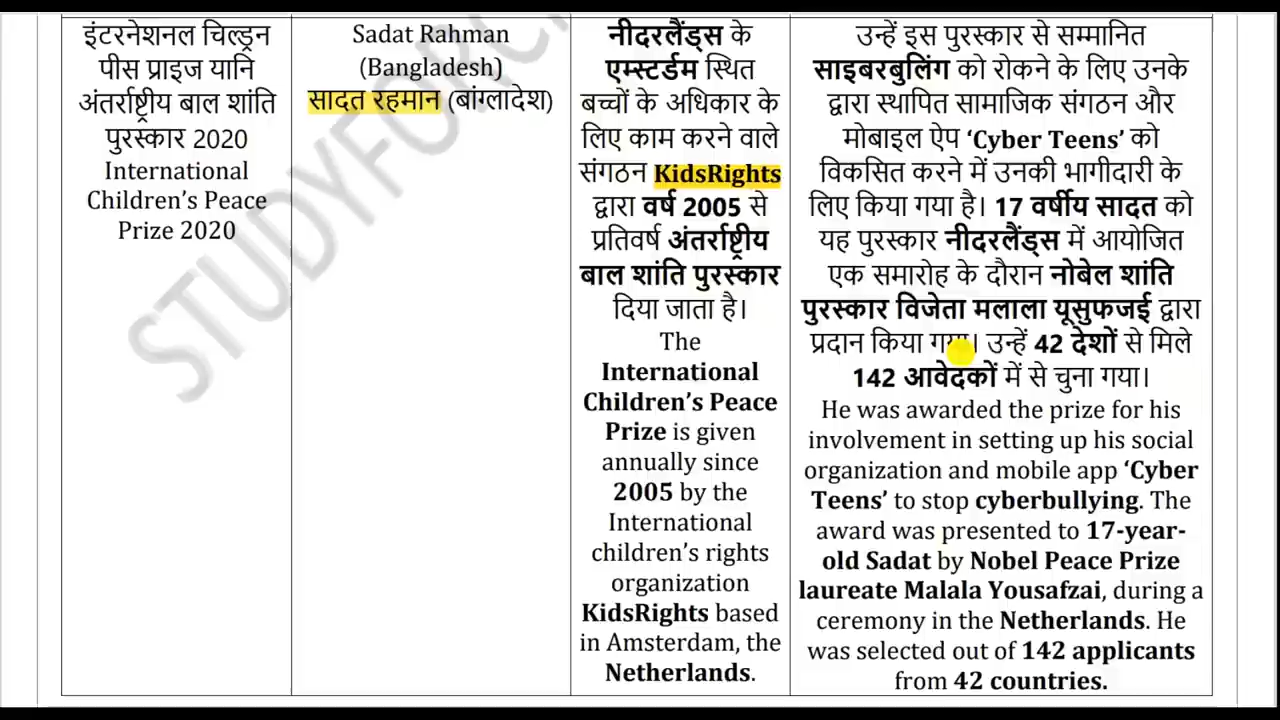 इंटरनेशनल चिल्ड्रन
पीस प्राइज यानि
अंतर्राष्ट्रीय बाल शांति
पुरस्कार 2020
International
Children’s Peace
Prize 2020
Sadat Rahman
(Bangladesh)
सादत रहमान (बांग्लादेश)
नीदरलैंड्स के
एम्स्टर्डम स्थित
बच्चों के अधिकार के
लिए काम करने वाले
संगठन KidsRights
द्वारा वर्ष 2005 से
प्रतिवर्ष अंतर्राष्ट्रीय
बाल शांति पुरस्कार
दिया जाता है।
The
International
Children’s Peace
Prize is given
annually since
2005 by the
International
children’s rights
organization
KidsRights based
in Amsterdam, the
Netherlands.
उन्हें इस पुरस्कार से सम्मानित
साइबरबुलिंग को रोकने के लिए उनके
द्वारा स्थापित सामाजिक संगठन और
मोबाइल ऐप ‘Cyber Teens’ को
विकसित करने में उनकी भागीदारी के
लिए किया गया है। 17 वर्षीय सादत को
यह पुरस्कार नीदरलैंड्स में आयोजित
एक समारोह के दौरान नोबेल शांति
पुरस्कार विजेता मलाला यूसुफजई द्वारा
प्रदान किया गया। उन्हें 42 देशों से मिले
142 आवेदकों में से चुना गया।
He was awarded the prize for his
involvement in setting up his social
organization and mobile app ‘Cyber
Teens’ to stop cyberbullying. The
award was presented to 17-year-
old Sadat by Nobel Peace Prize
laureate Malala Yousafzai, during a
ceremony in the Netherlands. He
was selected out of 142 applicants
from 42 countries.